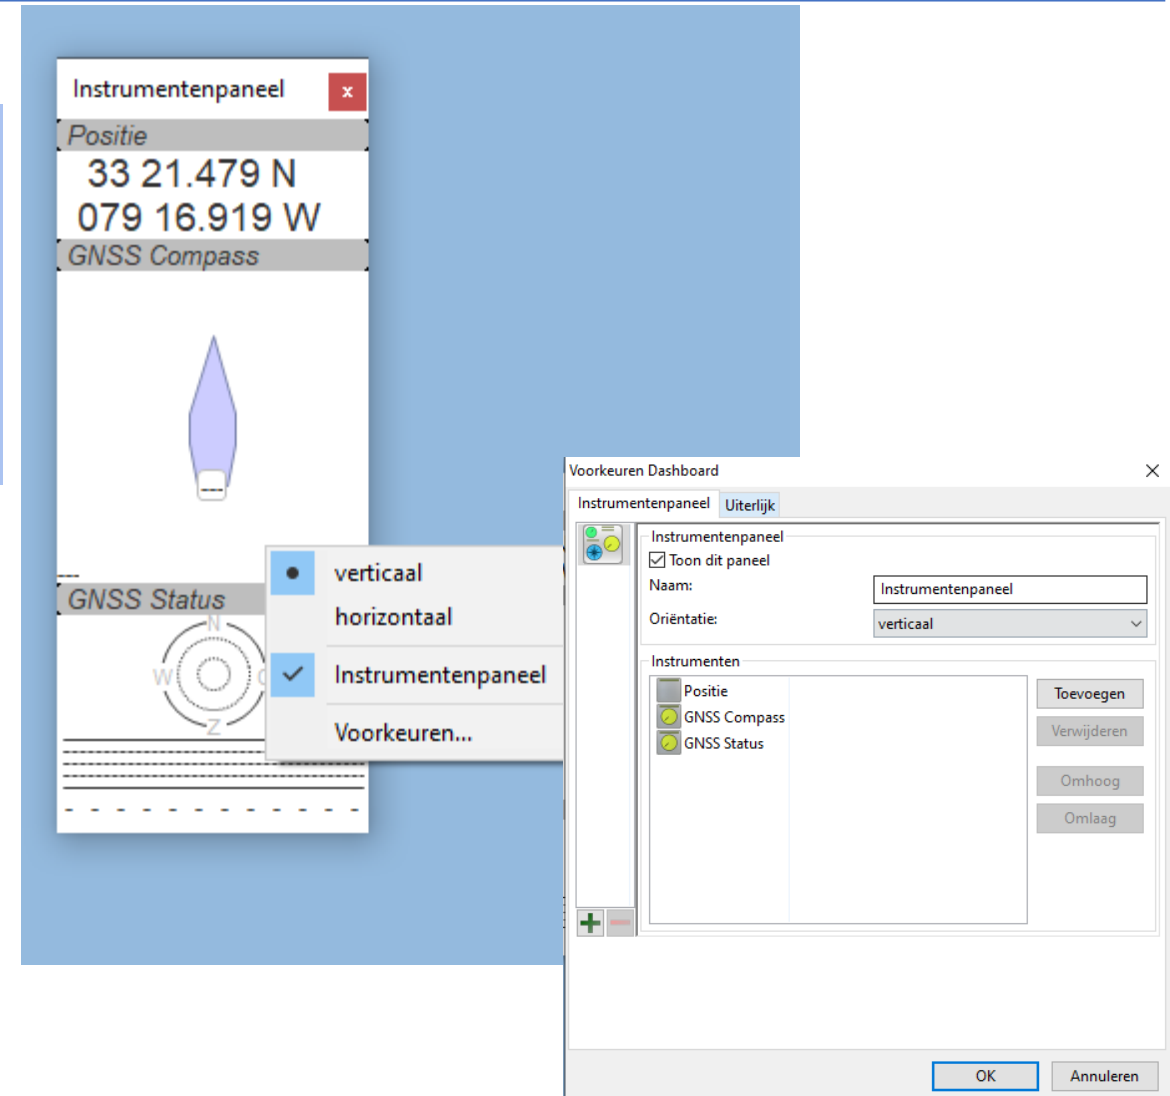 Instrumentenpaneel x
Positie
33 21.479 N
079 16.919 W
GNSS Compass
---
---
GNSS Status
N
W
Z
- - - - - - - - - - - -
verticaal
horizontaal
Instrumentenpaneel
Voorkeuren...
Voorkeuren Dashboard
Instrumentenpaneel Uiterlijk
Instrumentenpaneel
Toon dit paneel
Naam: Instrumentenpaneel
Oriëntatie: verticaal
Instrumenten
Positie
GNSS Compass
GNSS Status
Toevoegen
Verwijderen
Omhoog
Omlaag
OK Annuleren